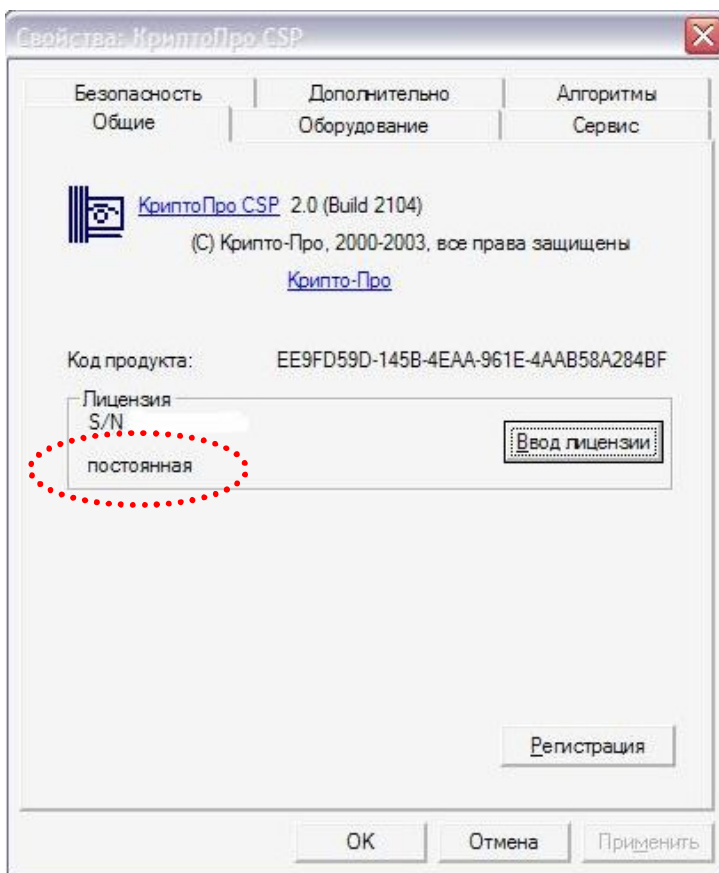 Свойства: КриптоПро CSP
Безопасность Дополнительно Алгоритмы
Общие Оборудование Сервис
КриптоПро CSP 2.0 (Build 2104)
(C) Крипто-Про, 2000-2003, все права защищены
Крипто-Про
Код продукта: EE9FD59D-145B-4EAA-961E-4AAB58A284BF
Лицензия
S/N
Ввод лицензии
постоянная
Регистрация
OK Отмена Применить